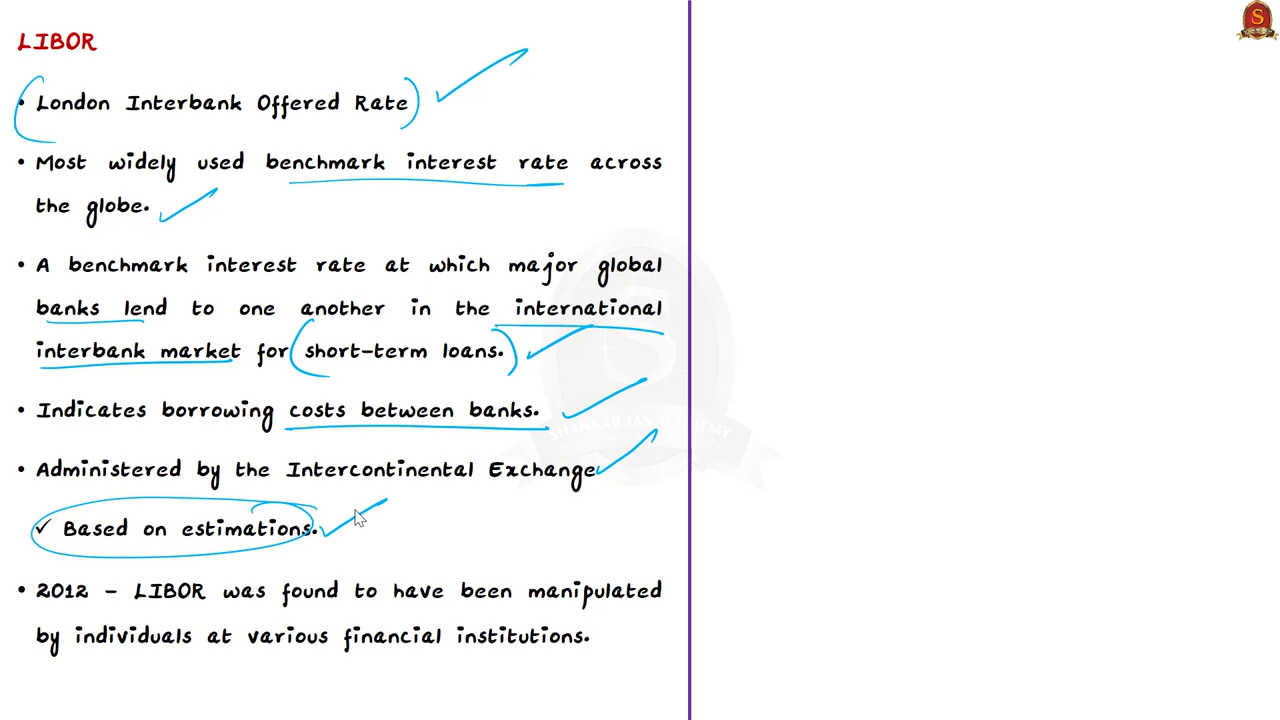 LIBOR
• London Interbank Offered Rate
• Most widely used benchmark interest rate across
the globe.
• A benchmark interest rate at which major global
banks lend to one another in the international
interbank market for short-term loans.
• Indicates borrowing costs between banks.
• Administered by the Intercontinental Exchange
✓ Based on estimations.
• 2012 - LIBOR was found to have been manipulated
by individuals at various financial institutions.
S
SHANKAR IAS ACADEMY